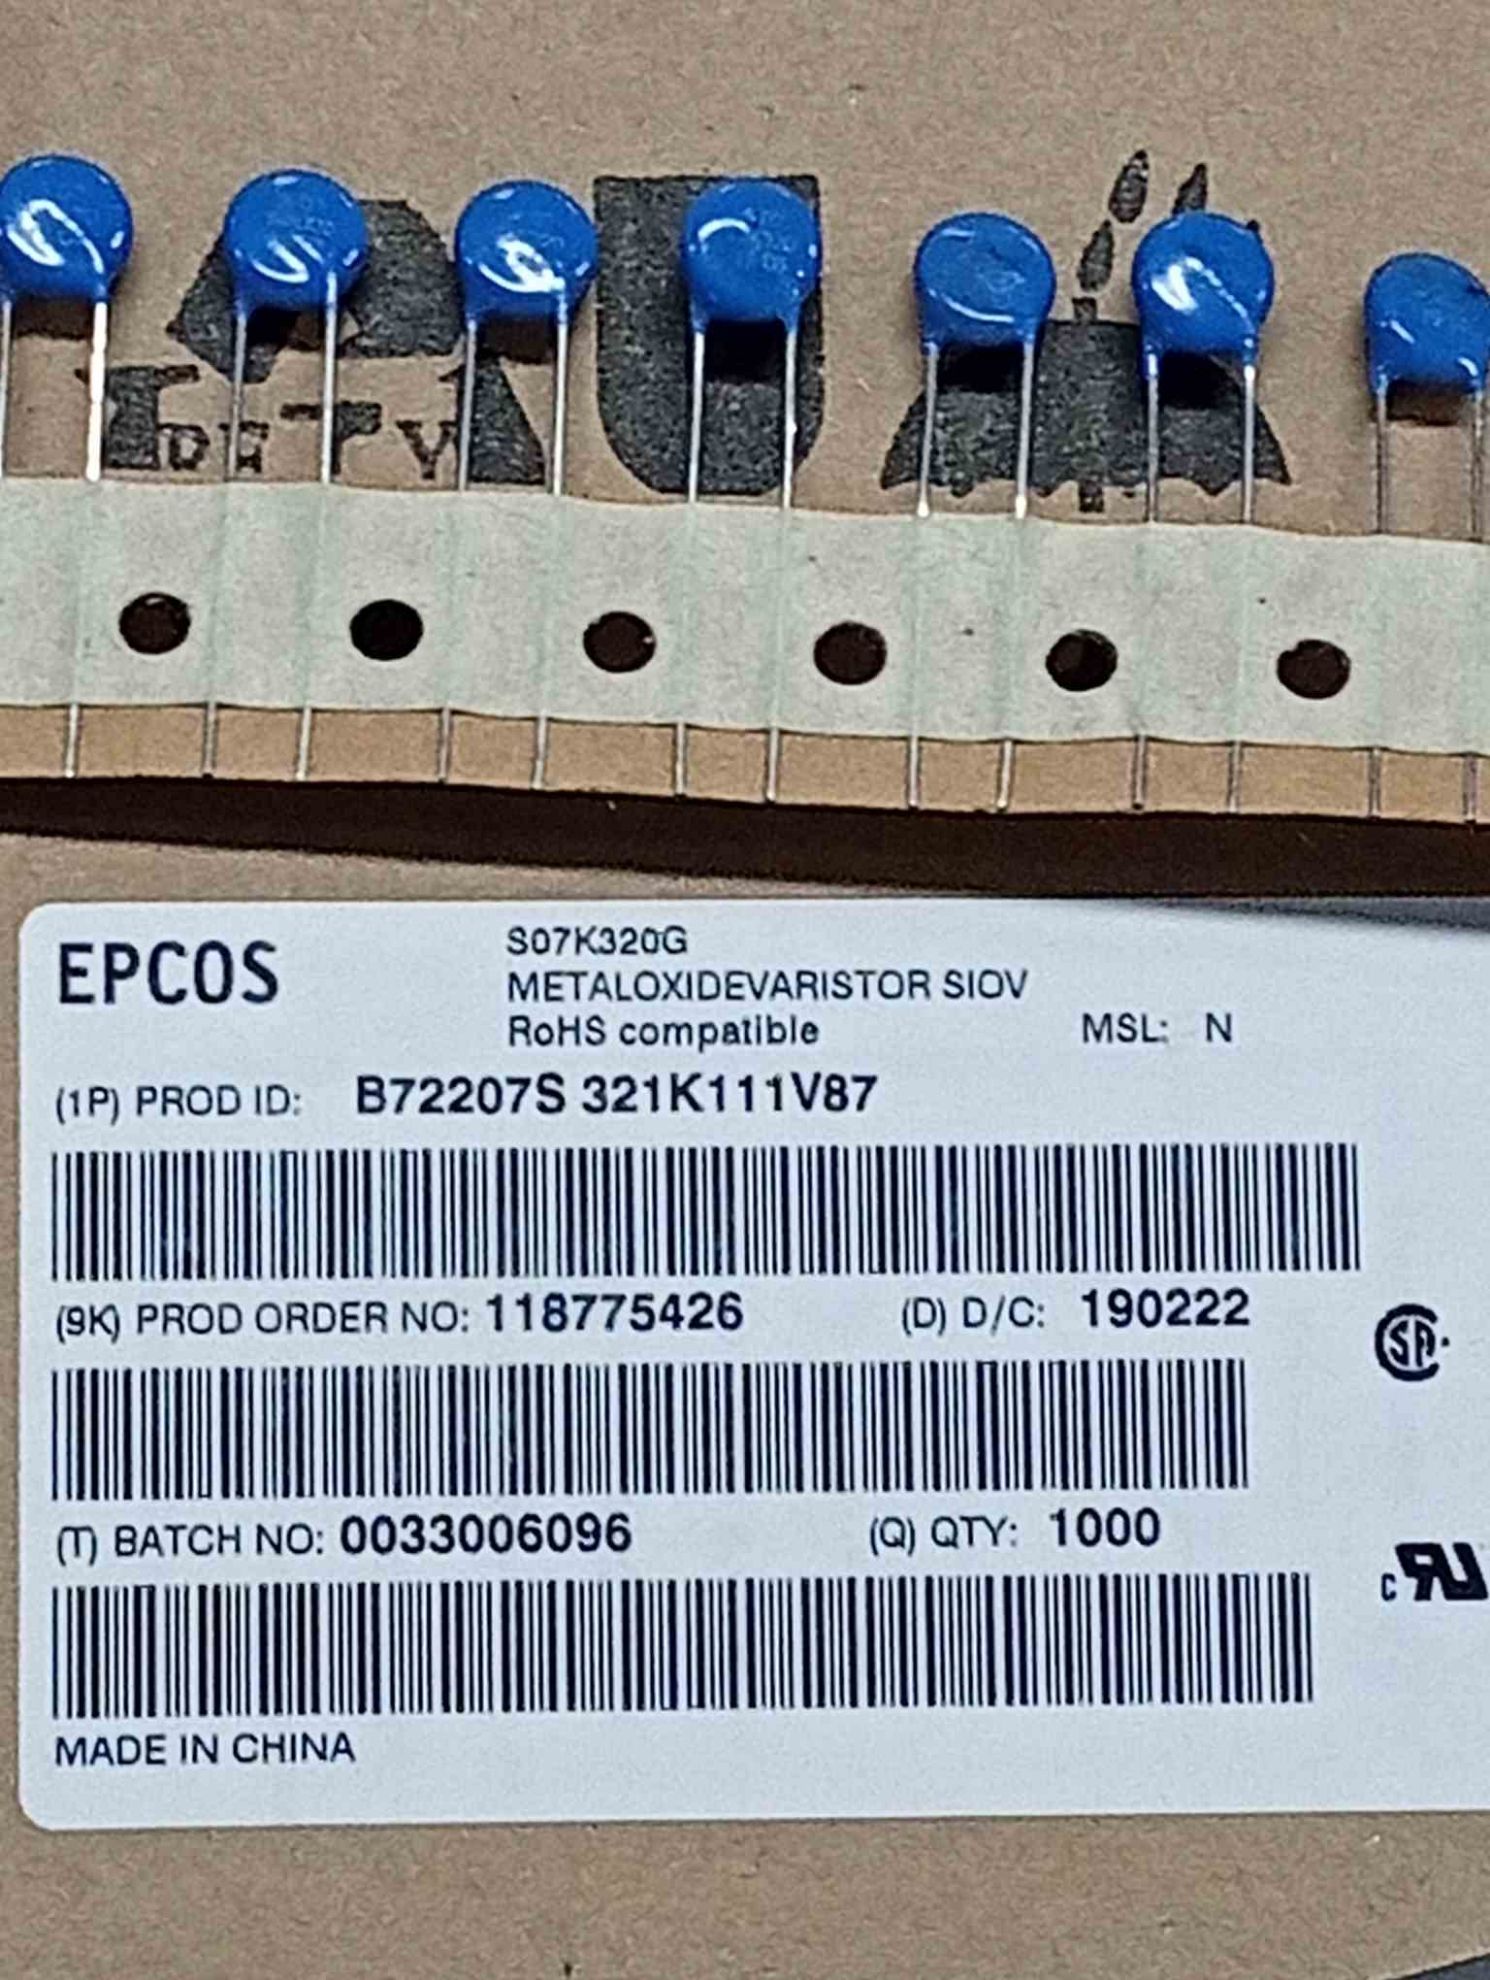 EPCOS
S07K320G
METALOXIDEVARISTOR SIOV
RoHS compatible
MSL: N
(1P) PROD ID: B72207S 321K111V87
(9K) PROD ORDER NO: 118775426
(D) D/C: 190222
(T) BATCH NO: 0033006096
(Q) QTY: 1000
MADE IN CHINA